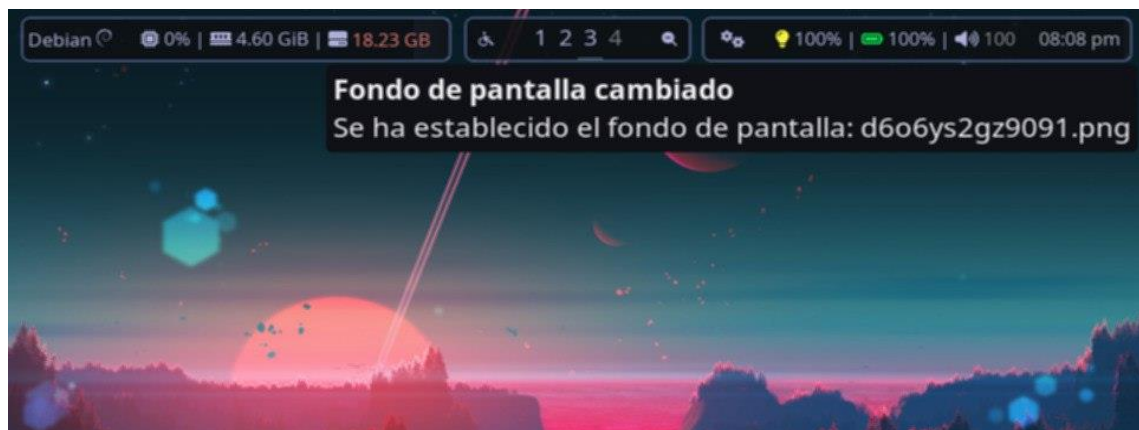 Debian 0% | 4.60 GiB | 18.23 GB 1 2 3 4 100% | 100% | 100 08:08 pm
Fondo de pantalla cambiado
Se ha establecido el fondo de pantalla: d6o6ys2gz9091.png